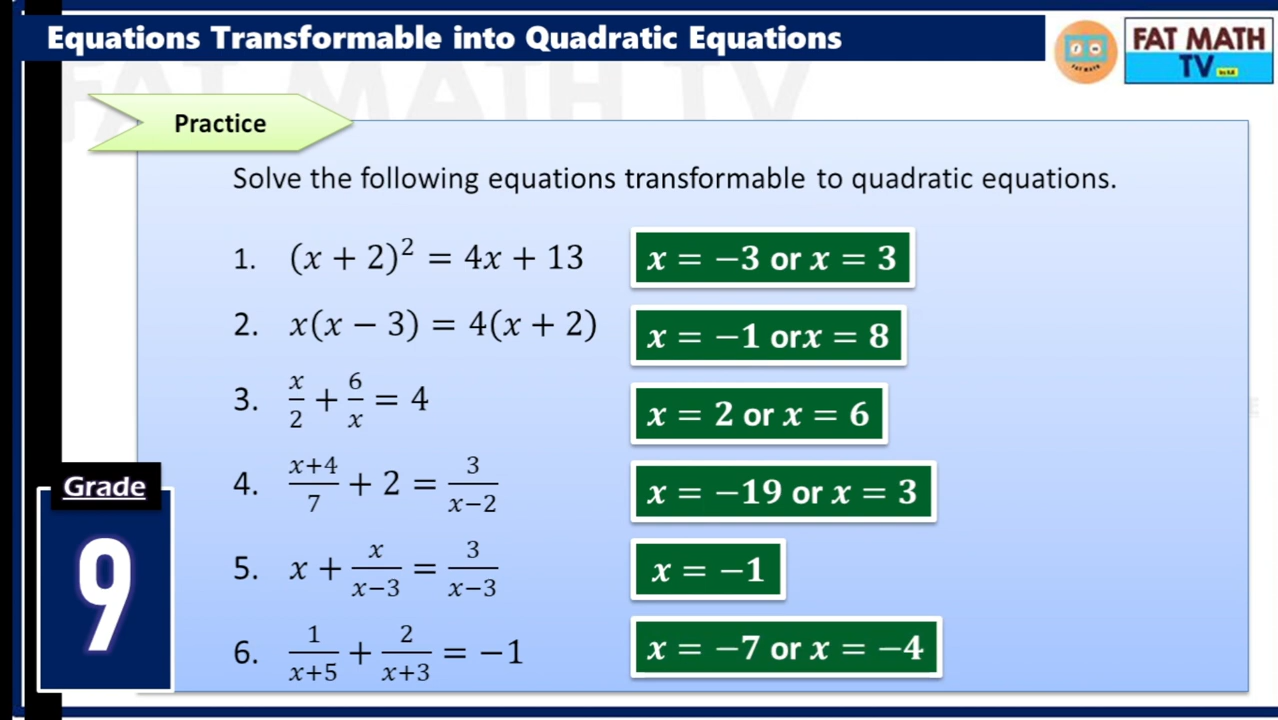 Equations Transformable into Quadratic Equations
FAT MATH
TV
Practice
Solve the following equations transformable to quadratic equations.
1. (x + 2)² = 4x + 13
x = −3 or x = 3
2. x(x − 3) = 4(x + 2)
x = −1 orx = 8
3. x/2 + 6/x = 4
x = 2 or x = 6
4. (x+4)/7 + 2 = 3/(x−2)
x = −19 or x = 3
5. x + x/(x−3) = 3/(x−3)
x = −1
6. 1/(x+5) + 2/(x+3) = −1
x = −7 or x = −4
Grade
9